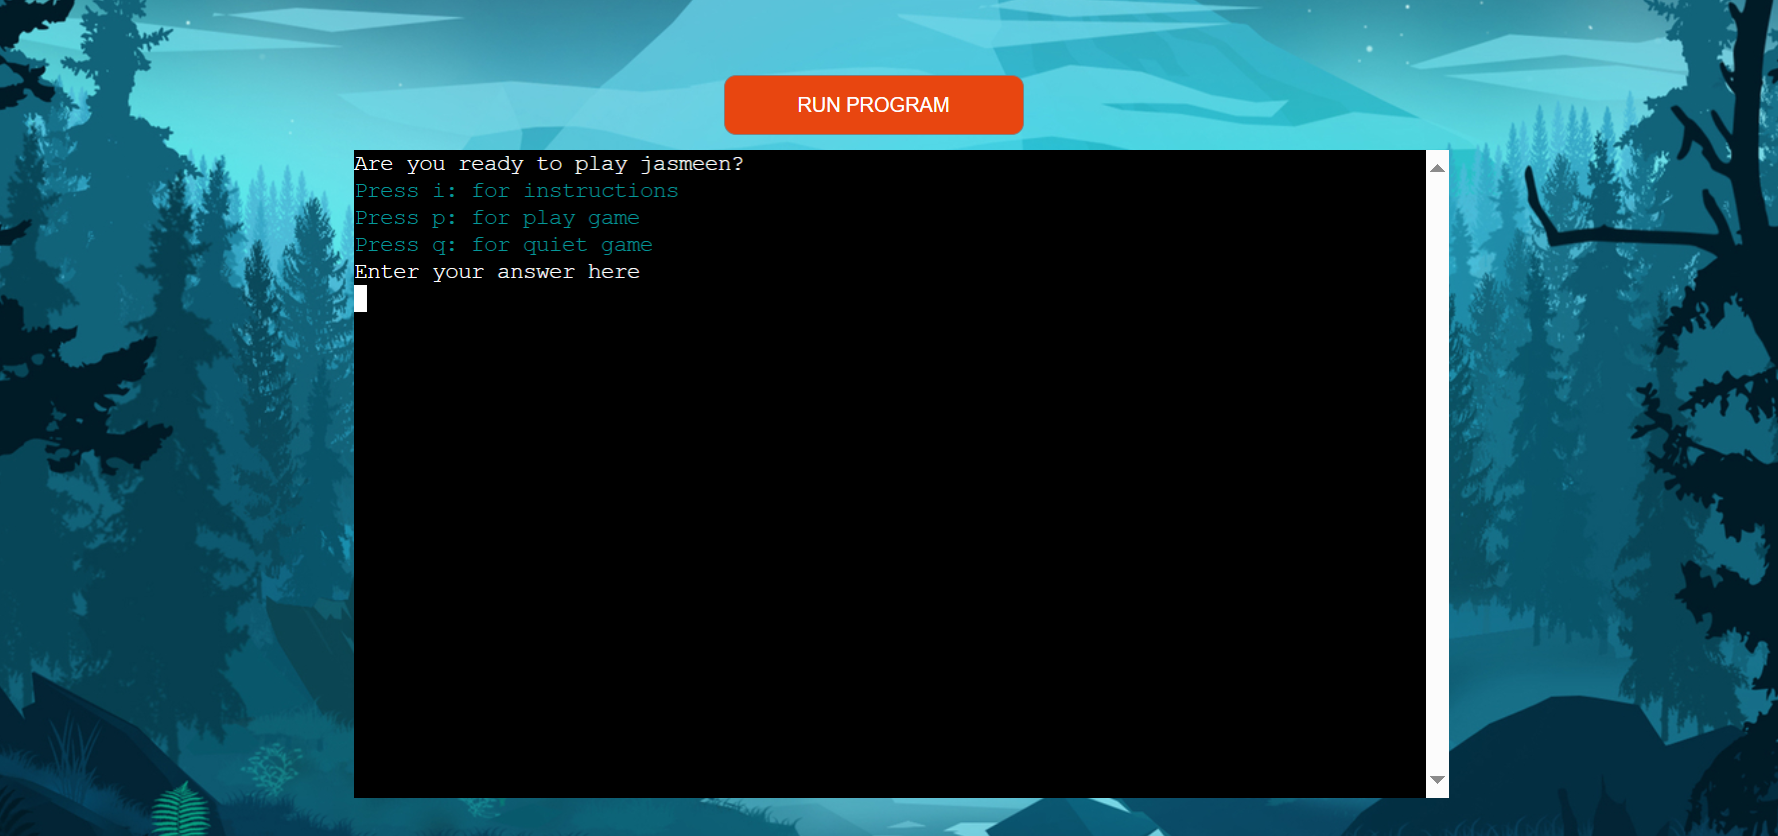 RUN PROGRAM
Are you ready to play jasmeen?
Press i: for instructions
Press p: for play game
Press q: for quiet game
Enter your answer here